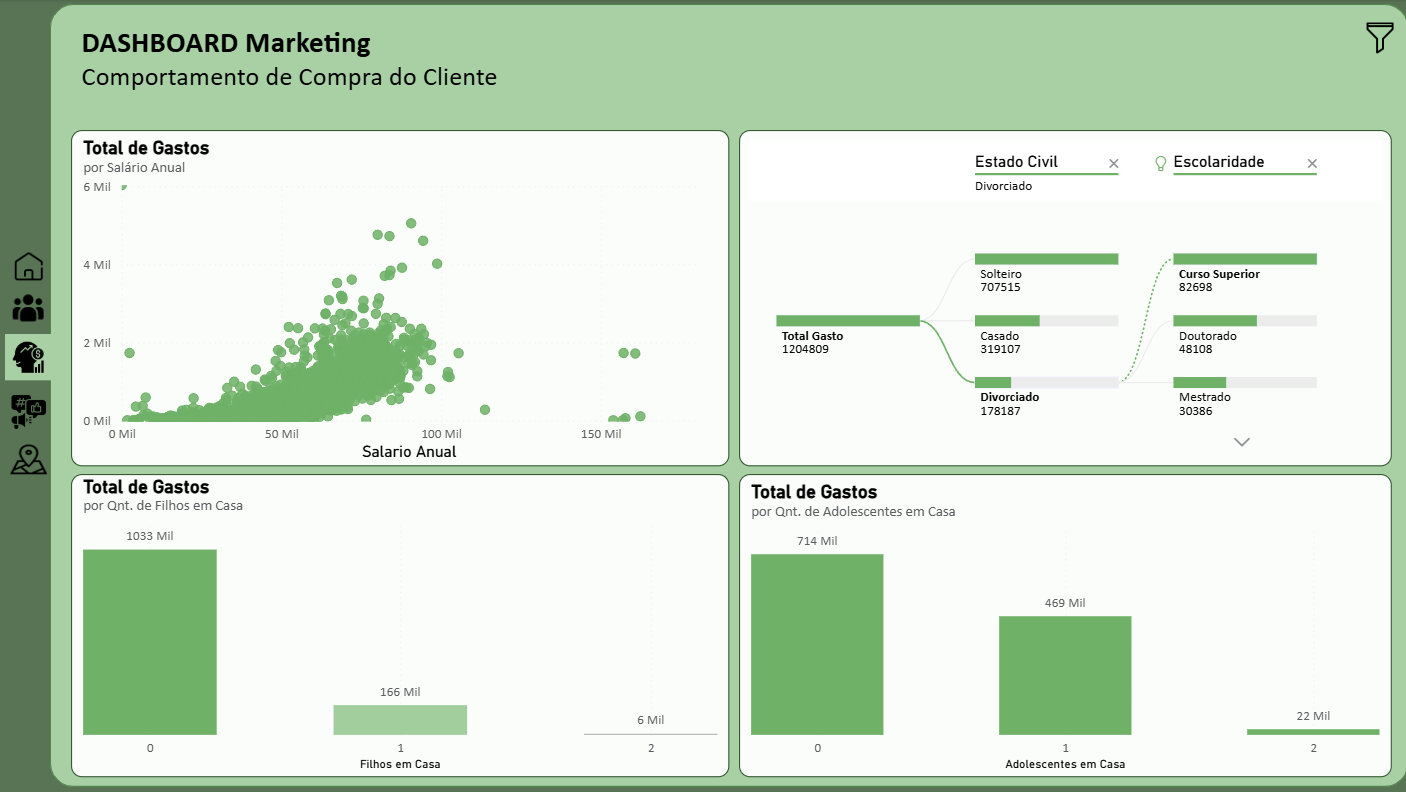 DASHBOARD Marketing
Comportamento de Compra do Cliente
Total de Gastos
por Salário Anual
6 Mil
4 Mil
2 Mil
0 Mil
0 Mil
50 Mil
100 Mil
150 Mil
Salario Anual
Estado Civil
Divorciado
Escolaridade
Total Gasto
1204809
Solteiro
707515
Casado
319107
Divorciado
178187
Curso Superior
82698
Doutorado
48108
Mestrado
30386
Total de Gastos
por Qnt. de Filhos em Casa
1033 Mil
166 Mil
6 Mil
0
1
2
Filhos em Casa
Total de Gastos
por Qnt. de Adolescentes em Casa
714 Mil
469 Mil
22 Mil
0
1
2
Adolescentes em Casa